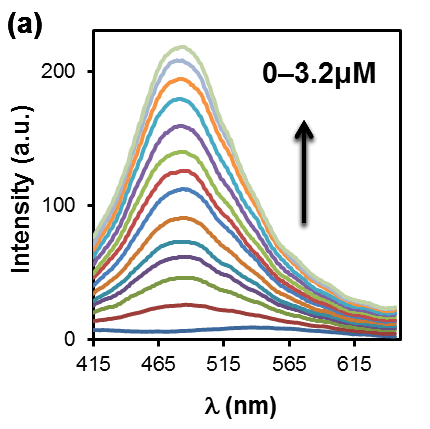 (a)
0–3.2μM
Intensity (a.u.)
200
100
0
415 465 515 565 615
λ (nm)